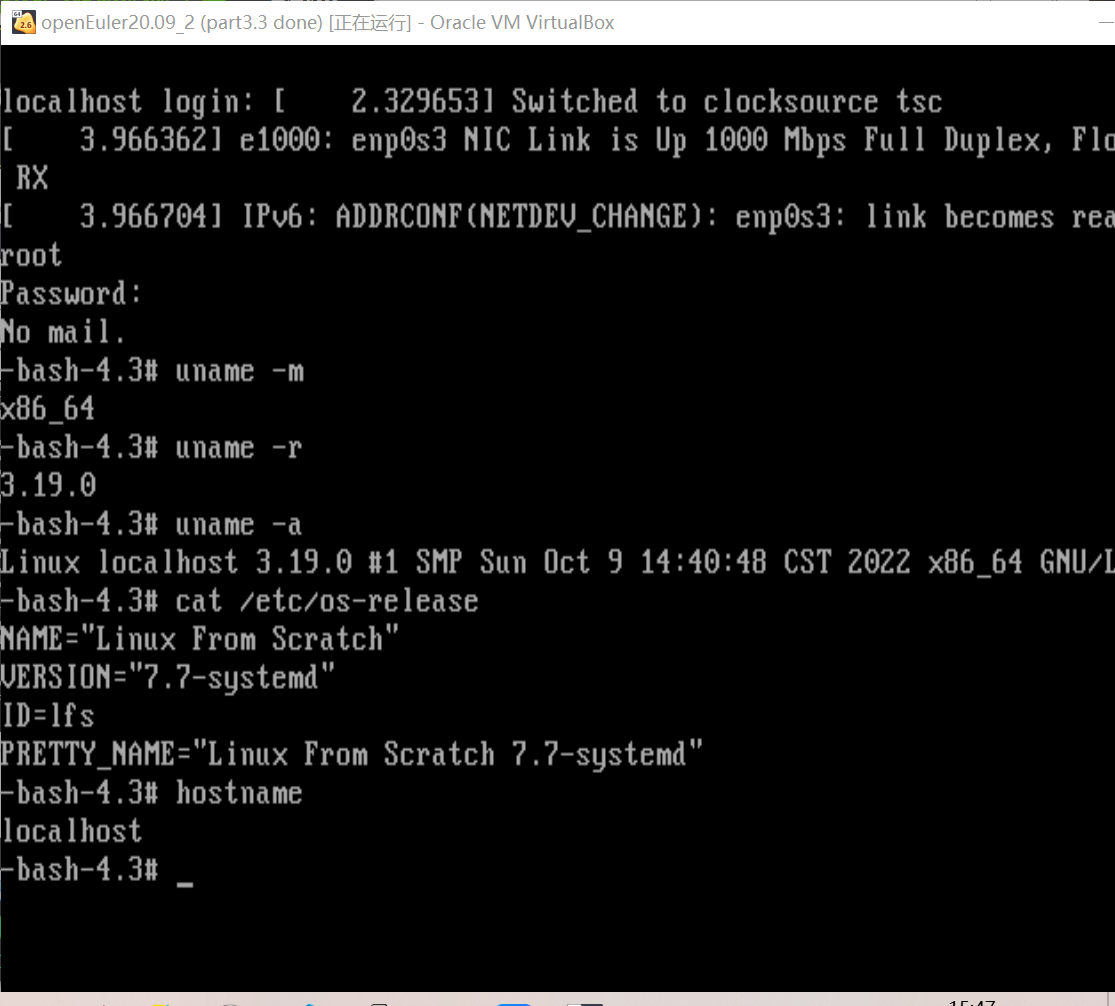 openEuler20.09_2 (part3.3 done) [正在运行] - Oracle VM VirtualBox
localhost login: [    2.329653] Switched to clocksource tsc
[    3.966362] e1000: enp0s3 NIC Link is Up 1000 Mbps Full Duplex, Flo
 RX
[    3.966704] IPv6: ADDRCONF(NETDEV_CHANGE): enp0s3: link becomes rea
root
Password:
No mail.
-bash-4.3# uname -m
x86_64
-bash-4.3# uname -r
3.19.0
-bash-4.3# uname -a
Linux localhost 3.19.0 #1 SMP Sun Oct 9 14:40:48 CST 2022 x86_64 GNU/L
-bash-4.3# cat /etc/os-release
NAME="Linux From Scratch"
VERSION="7.7-systemd"
ID=lfs
PRETTY_NAME="Linux From Scratch 7.7-systemd"
-bash-4.3# hostname
localhost
-bash-4.3# _